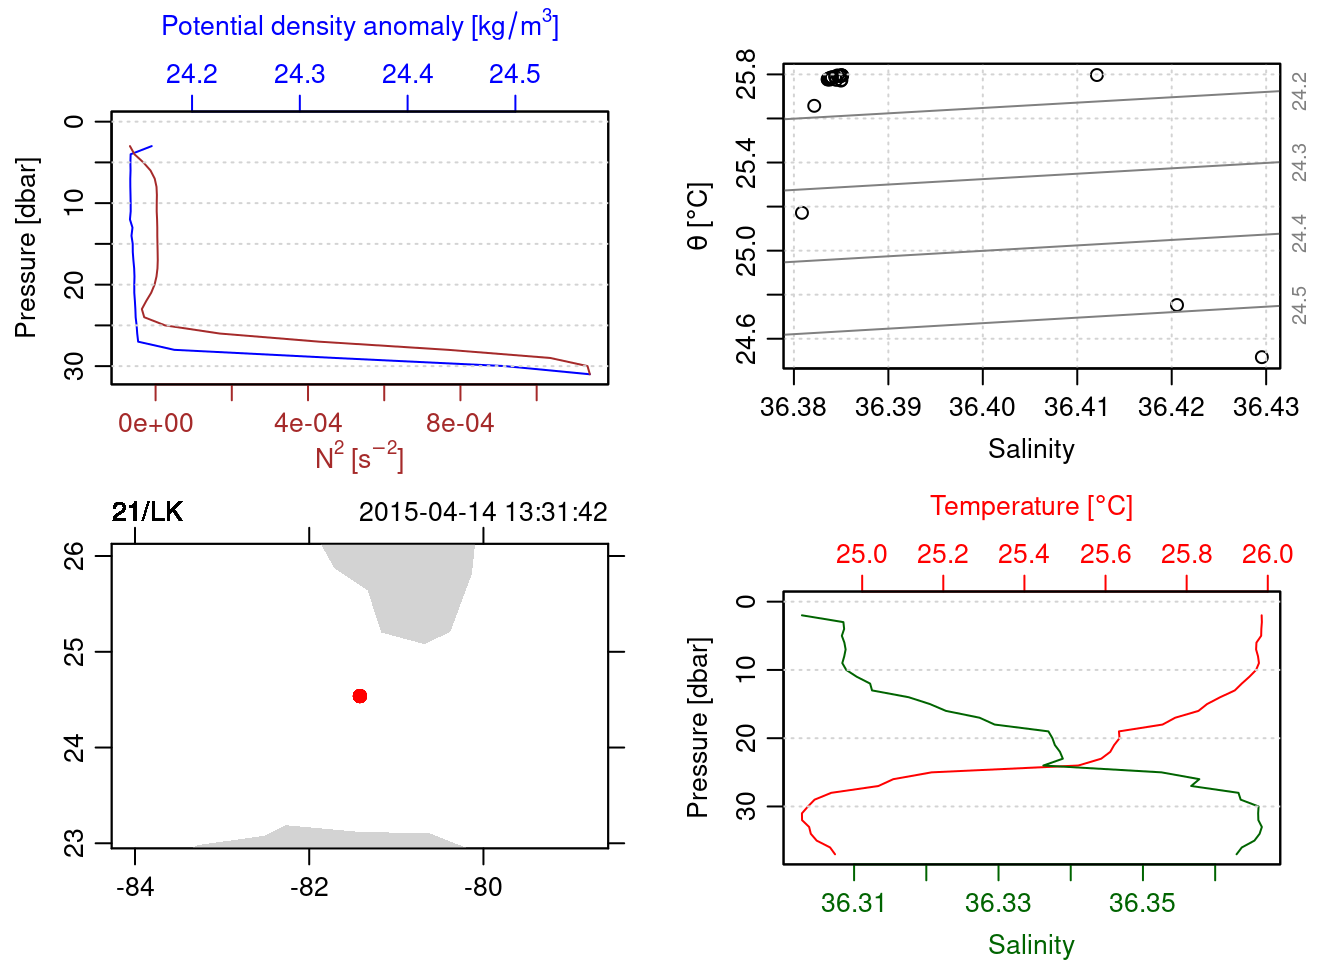 Potential density anomaly [kg/m³]
24.2 24.3 24.4 24.5
Pressure [dbar]
0 10 20 30
0e+00 4e-04 8e-04
N² [s⁻²]
θ [°C]
25.8 25.4 25.0 24.6
24.2 24.3 24.4 24.5
36.38 36.39 36.40 36.41 36.42 36.43
Salinity
21/LK 2015-04-14 13:31:42
26 25 24 23
-84 -82 -80
Temperature [°C]
25.0 25.2 25.4 25.6 25.8 26.0
Pressure [dbar]
0 10 20 30
36.31 36.33 36.35
Salinity